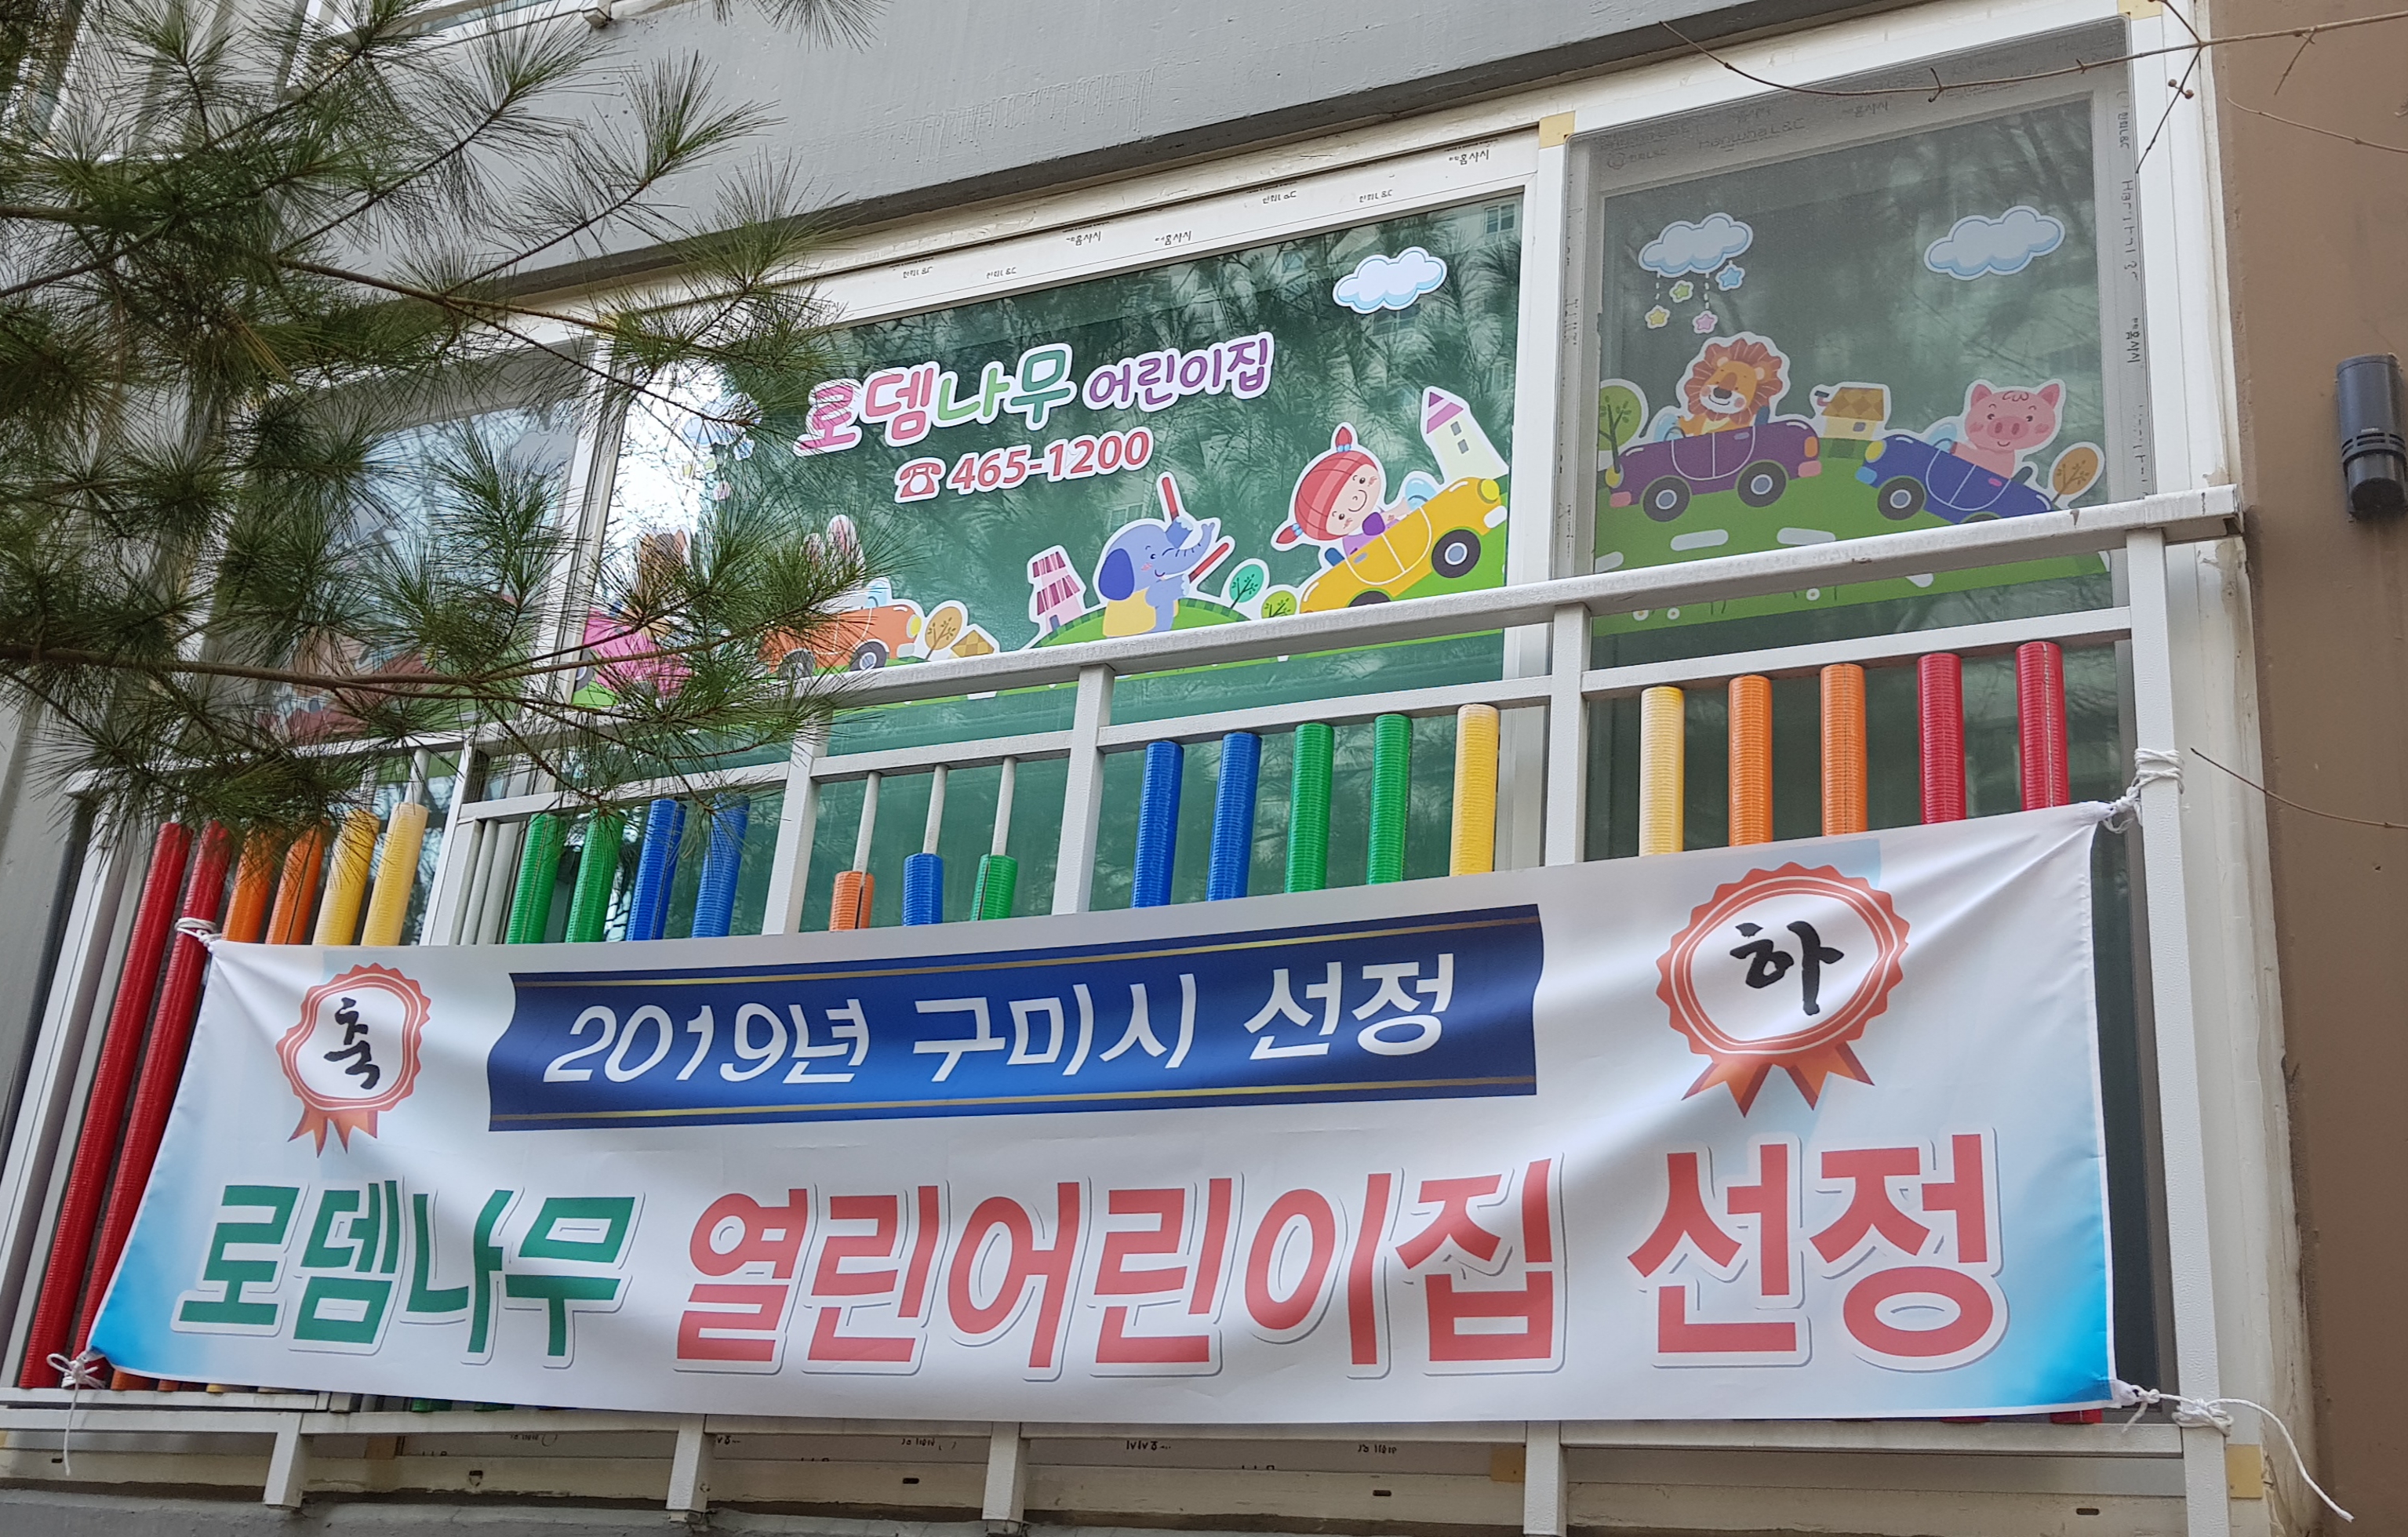 로뎀나무 어린이집
☎ 465-1200
축
2019년 구미시 선정
하
로뎀나무 열린어린이집 선정